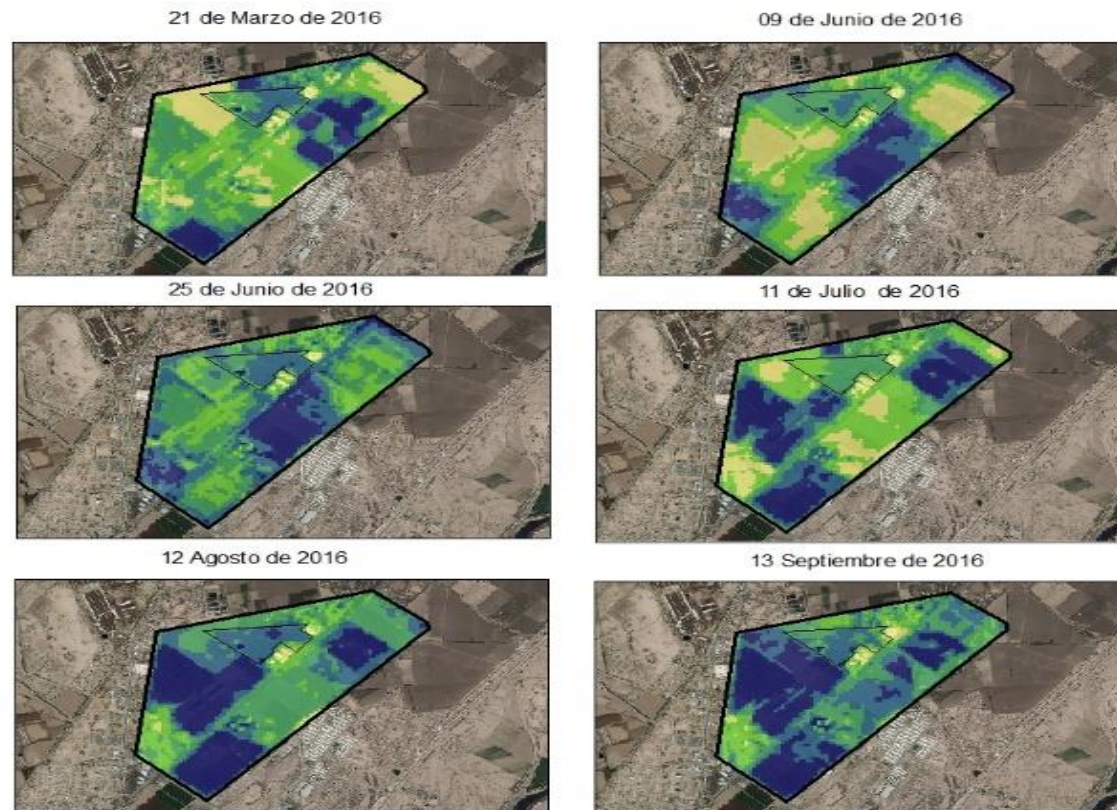 21 de Marzo de 2016
09 de Junio de 2016
25 de Junio de 2016
11 de Julio de 2016
12 Agosto de 2016
13 Septiembre de 2016